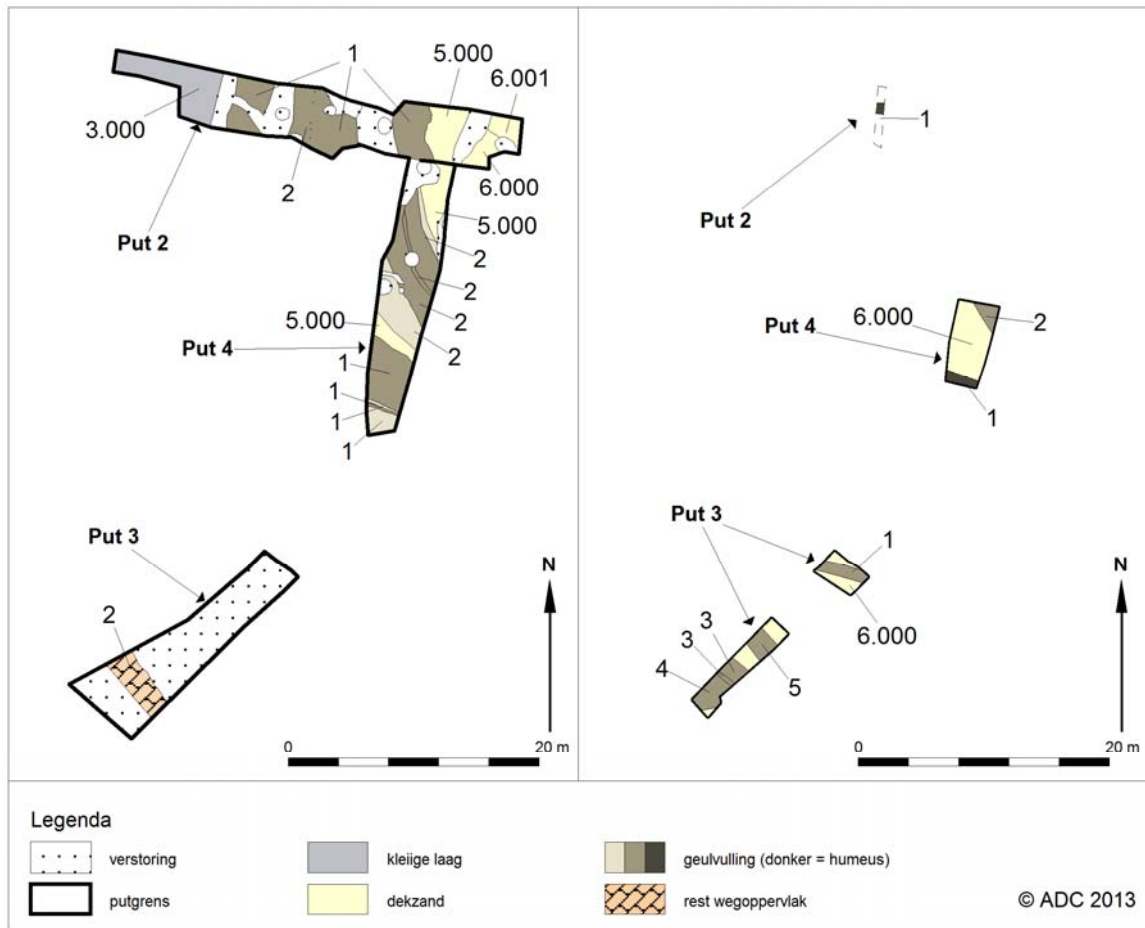 1
5.000
6.001
3.000
2
6.000
Put 2
5.000
2
2
2
5.000
Put 4
2
1
1
1
1
Put 3
2
N
0
20 m
1
Put 2
6.000
2
Put 4
1
Put 3
1
6.000
3
3
4
5
N
0
20 m
Legenda
verstoring
kleiige laag
geulvulling (donker = humeus)
putgrens
dekzand
rest wegoppervlak
© ADC 2013